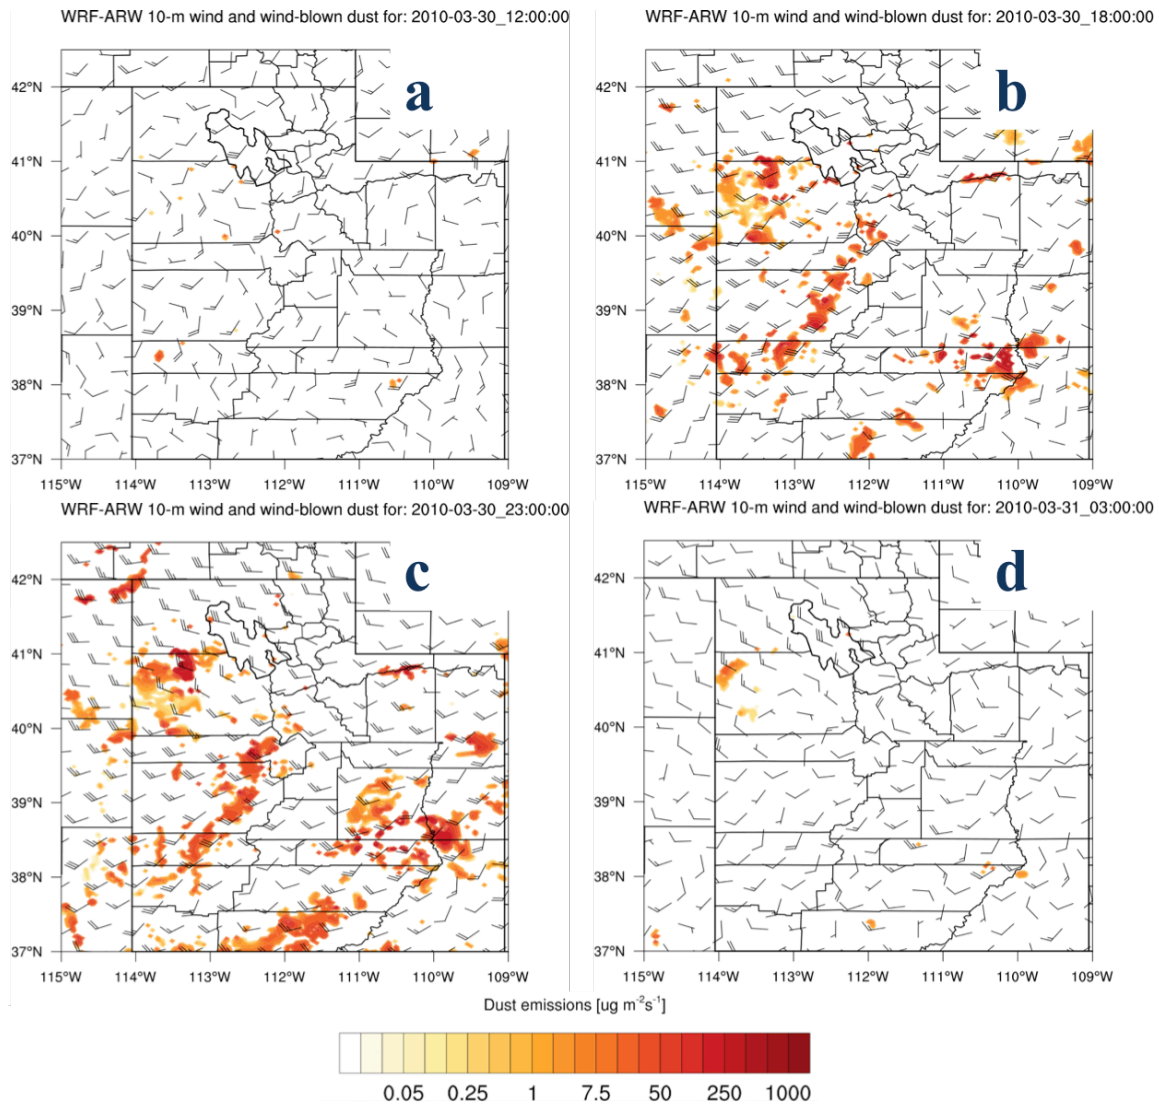 WRF-ARW 10-m wind and wind-blown dust for: 2010-03-30_12:00:00
WRF-ARW 10-m wind and wind-blown dust for: 2010-03-30_18:00:00
a
b
42°N
41°N
40°N
39°N
38°N
37°N
115°W 114°W 113°W 112°W 111°W 110°W 109°W
42°N
41°N
40°N
39°N
38°N
37°N
115°W 114°W 113°W 112°W 111°W 110°W 109°W
WRF-ARW 10-m wind and wind-blown dust for: 2010-03-30_23:00:00
WRF-ARW 10-m wind and wind-blown dust for: 2010-03-31_03:00:00
c
d
42°N
41°N
40°N
39°N
38°N
37°N
115°W 114°W 113°W 112°W 111°W 110°W 109°W
42°N
41°N
40°N
39°N
38°N
37°N
115°W 114°W 113°W 112°W 111°W 110°W 109°W
Dust emissions [ug m⁻²s⁻¹]
0.05 0.25 1 7.5 50 250 1000